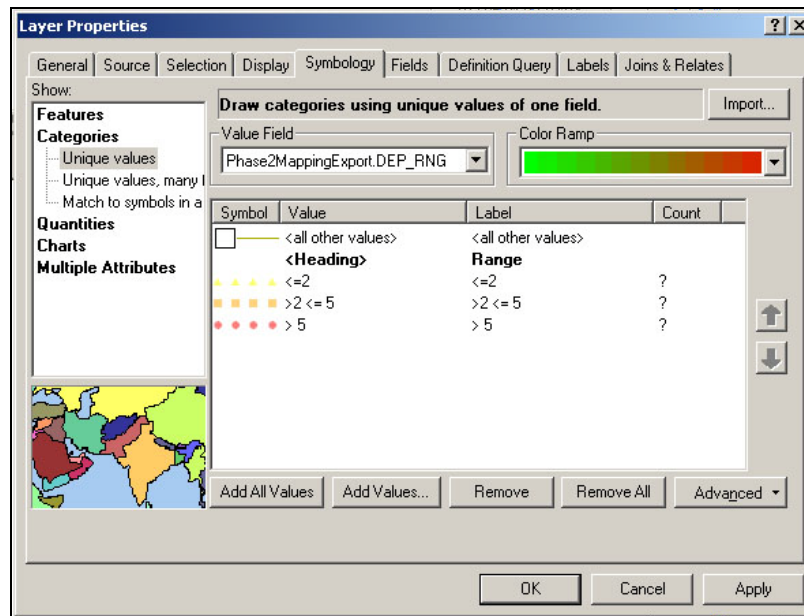 Layer Properties
General Source Selection Display Symbology Fields Definition Query Labels Joins & Relates
Show:
Features
Categories
Unique values
Unique values, many
Match to symbols in a
Quantities
Charts
Multiple Attributes
Draw categories using unique values of one field.
Import...
Value Field
Phase2MappingExport.DEP_RNG
Color Ramp
Symbol Value Label Count
<all other values> <all other values>
<Heading> Range
<=2 <=2 ?
>2 <= 5 >2 <= 5 ?
> 5 > 5 ?
Add All Values Add Values... Remove Remove All Advanced
OK Cancel Apply